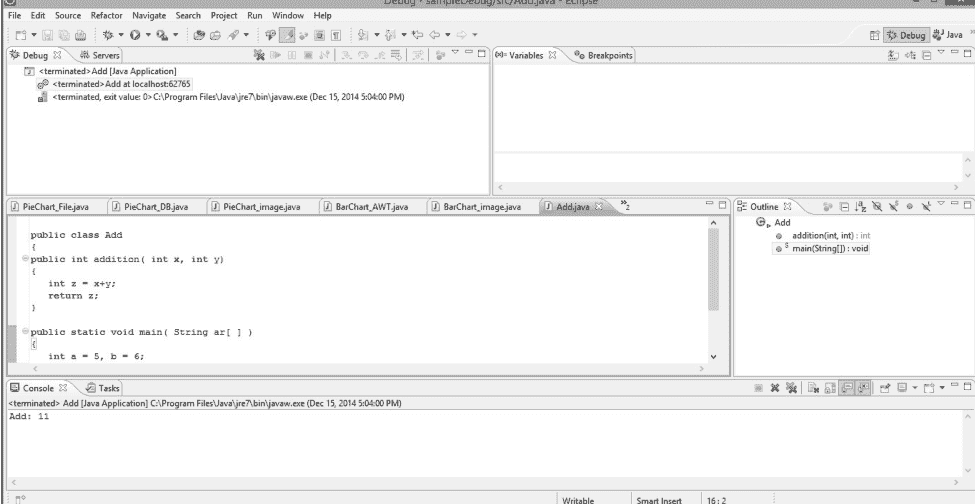 Debug - sampleDebug/src/Add.java - Eclipse
File Edit Source Refactor Navigate Search Project Run Window Help
Debug Java
Debug Servers
<terminated>Add [Java Application]
<terminated>Add at localhost:62765
<terminated, exit value: 0>C:\Program Files\Java\jre7\bin\javaw.exe (Dec 15, 2014 5:04:00 PM)
(x)= Variables Breakpoints
PieChart_File.java PieChart_DB.java PieChart_image.java BarChart_AWT.java BarChart_image.java Add.java »2
public class Add
{
public int addition( int x, int y)
{
int z = x+y;
return z;
}
public static void main( String ar[ ] )
{
int a = 5, b = 6;
Outline
Add
addition(int, int) : int
main(String[]) : void
Console Tasks
<terminated> Add [Java Application] C:\Program Files\Java\jre7\bin\javaw.exe (Dec 15, 2014 5:04:00 PM)
Add: 11
Writable Smart Insert 16 : 2